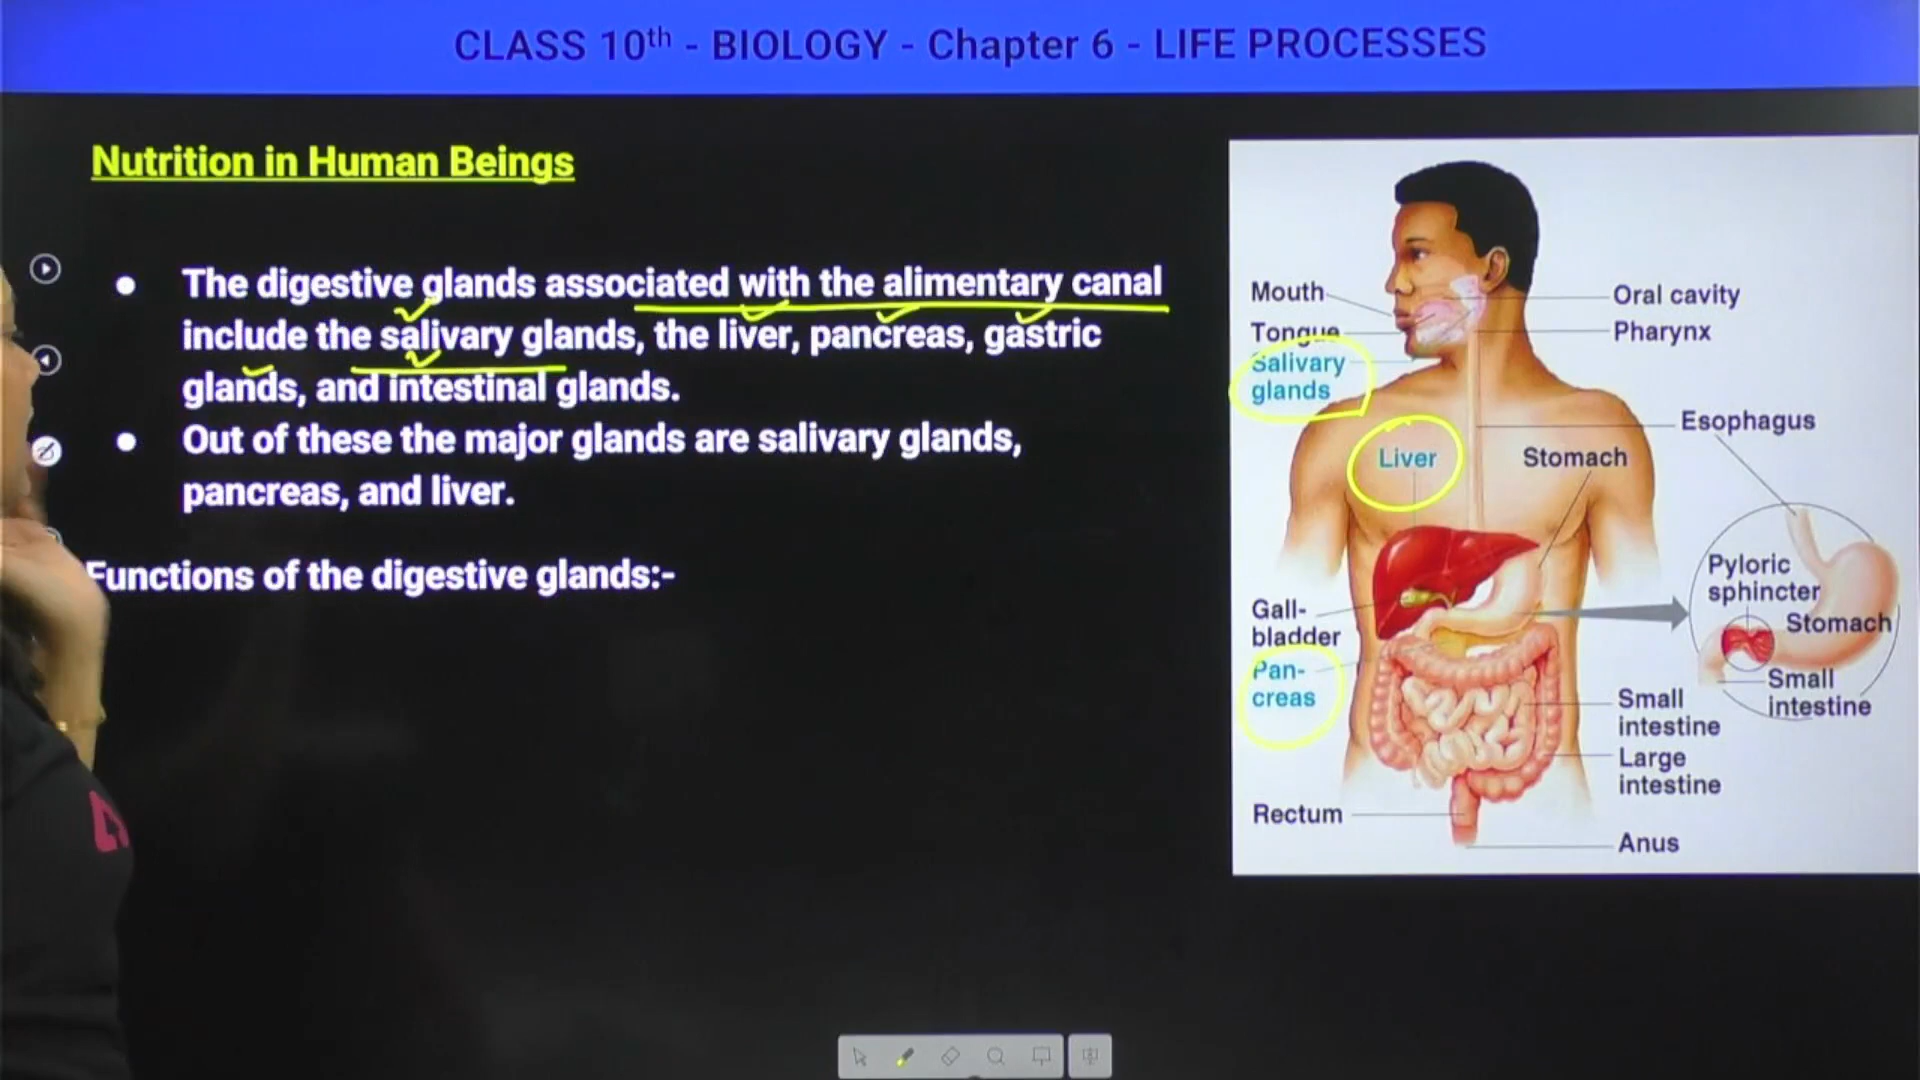 CLASS 10th - BIOLOGY - Chapter 6 - LIFE PROCESSES
Nutrition in Human Beings
The digestive glands associated with the alimentary canal
include the salivary glands, the liver, pancreas, gastric
glands, and intestinal glands.
Out of these the major glands are salivary glands,
pancreas, and liver.
Functions of the digestive glands:-
Mouth
Tongue
Salivary
glands
Oral cavity
Pharynx
Esophagus
Liver
Stomach
Gall-
bladder
Pan-
creas
Pyloric
sphincter
Stomach
Small
intestine
Small
intestine
Large
intestine
Rectum
Anus